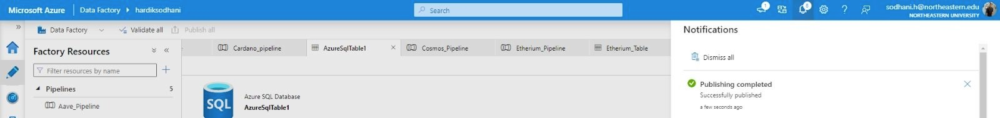 Microsoft Azure Data Factory hardiksodhani Search 1 8 ? sodhani.h@northeastern.edu
NORTHEASTERN UNIVERSITY
Data Factory Validate all Publish all
Notifications
Factory Resources
Cardano_pipeline AzureSqlTable1 Cosmos_Pipeline Etherium_Pipeline Etherium_Table
Dismiss all
Filter resources by name
Pipelines 5
Aave_Pipeline
SQL
Azure SQL Database
AzureSqlTable1
Publishing completed
Successfully published
a few seconds ago